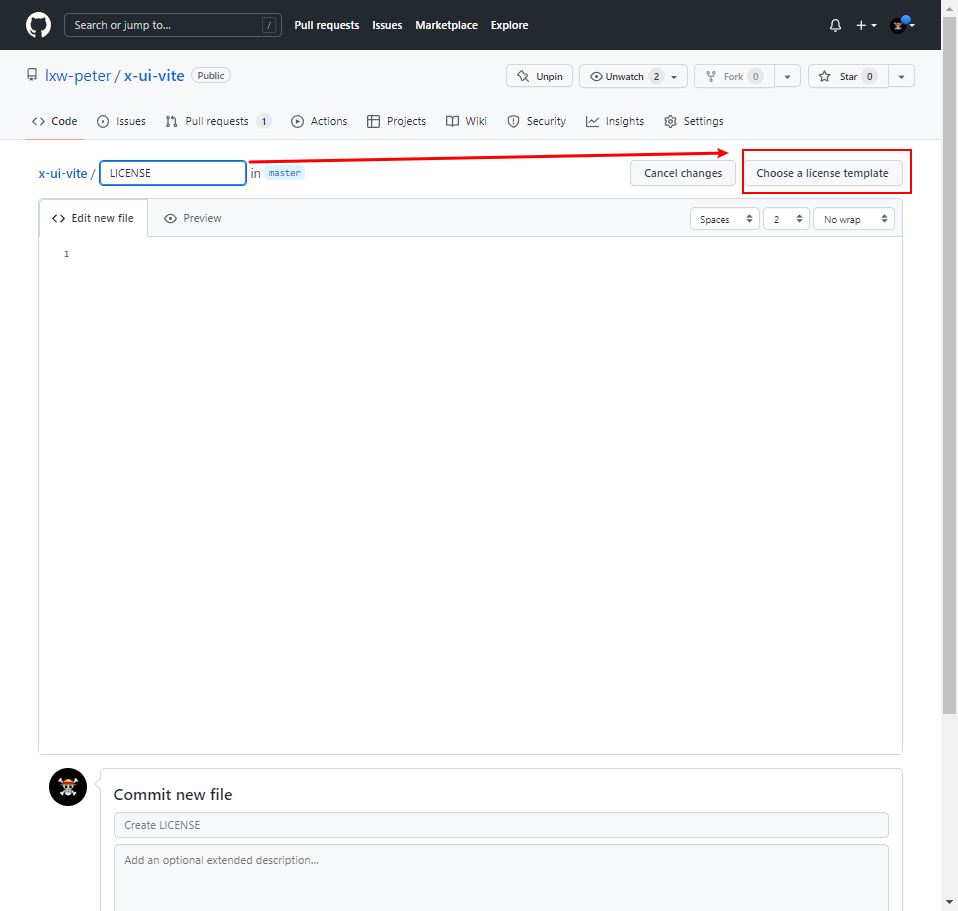 Search or jump to... / Pull requests Issues Marketplace Explore
lxw-peter / x-ui-vite Public Unpin Unwatch 2 Fork 0 Star 0
Code Issues Pull requests 1 Actions Projects Wiki Security Insights Settings
x-ui-vite / LICENSE in master Cancel changes Choose a license template
Edit new file Preview Spaces 2 No wrap
1
Commit new file
Create LICENSE
Add an optional extended description...